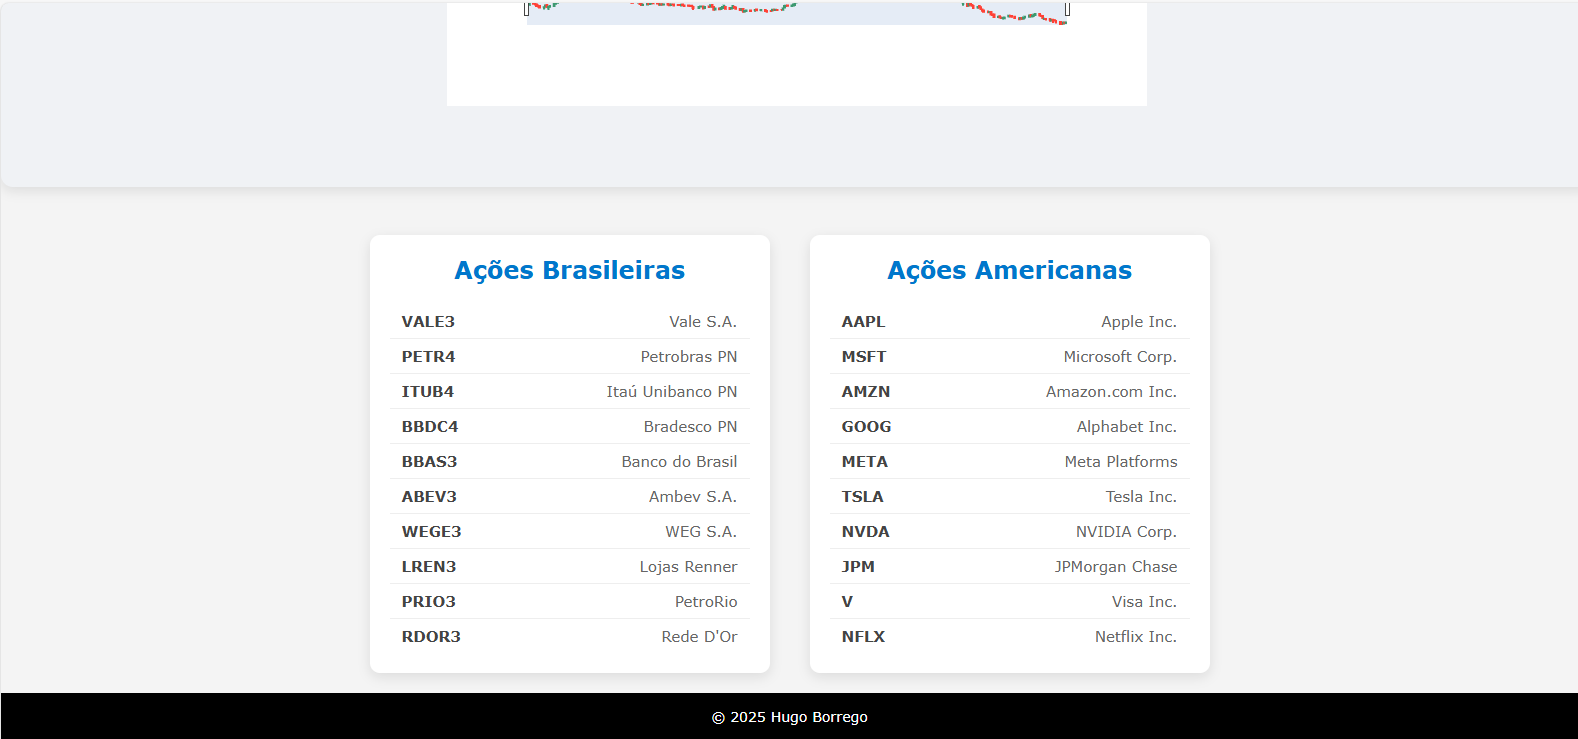 Ações Brasileiras
VALE3 Vale S.A.
PETR4 Petrobras PN
ITUB4 Itaú Unibanco PN
BBDC4 Bradesco PN
BBAS3 Banco do Brasil
ABEV3 Ambev S.A.
WEGE3 WEG S.A.
LREN3 Lojas Renner
PRIO3 PetroRio
RDOR3 Rede D'Or
Ações Americanas
AAPL Apple Inc.
MSFT Microsoft Corp.
AMZN Amazon.com Inc.
GOOG Alphabet Inc.
META Meta Platforms
TSLA Tesla Inc.
NVDA NVIDIA Corp.
JPM JPMorgan Chase
V Visa Inc.
NFLX Netflix Inc.
© 2025 Hugo Borrego